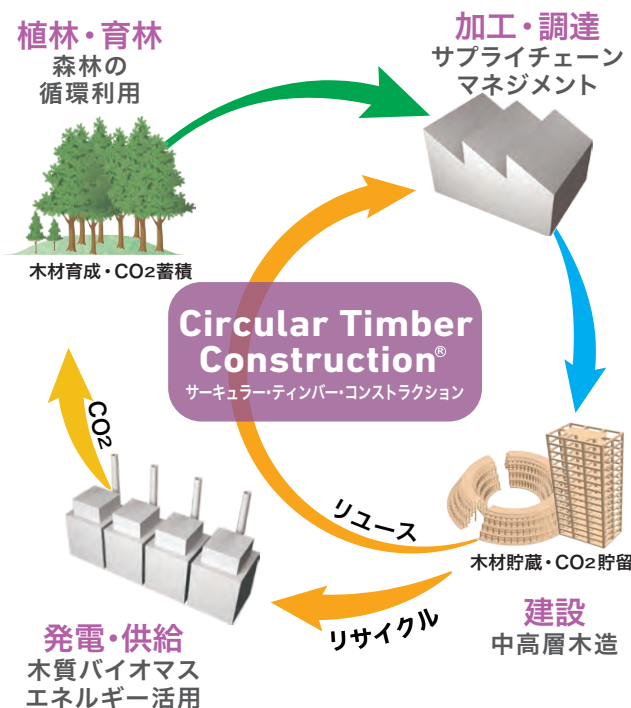 植林・育林
森林の
循環利用
木材育成・CO2蓄積
加工・調達
サプライチェーン
マネジメント
Circular Timber
Construction®
サーキュラー・ティンバー・コンストラクション
CO2
リユース
リサイクル
木材貯蔵・CO2貯留
建設
中高層木造
発電・供給
木質バイオマス
エネルギー活用